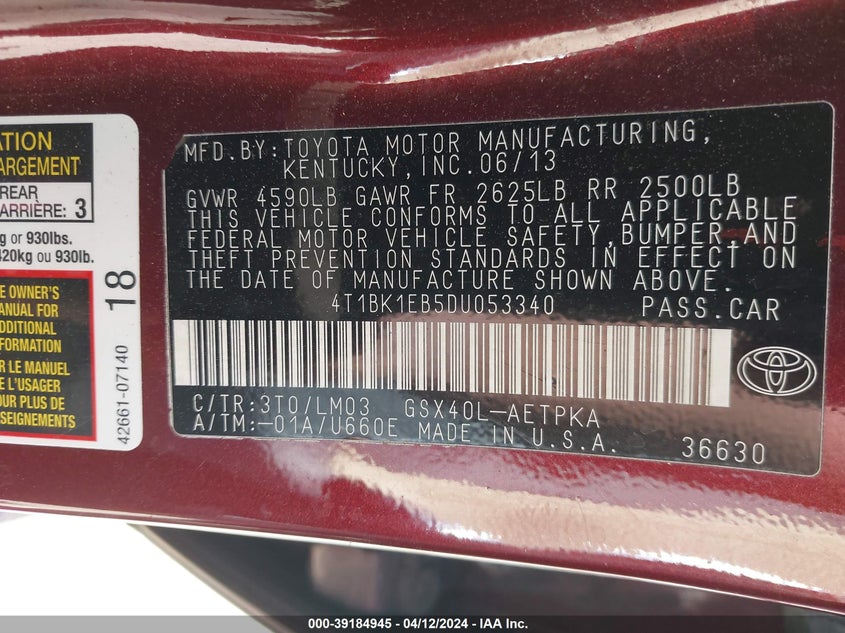 ATION
ARGEMENT
REAR
ARRIÈRE: 3
g or 930lbs.
420kg ou 930lb.
E OWNER'S
ANUAL FOR
DDITIONAL
FORMATION
R LE MANUEL
E L'USAGER
OUR PLUS DE
SEIGNEMENTS
18
42661-07140
MFD.BY:TOYOTA MOTOR MANUFACTURING,
KENTUCKY,INC.06/13
GVWR 4590LB GAWR FR 2625LB RR 2500LB
THIS VEHICLE CONFORMS TO ALL APPLICABLE
FEDERAL MOTOR VEHICLE SAFETY,BUMPER,AND
THEFT PREVENTION STANDARDS IN EFFECT ON
THE DATE OF MANUFACTURE SHOWN ABOVE.
4T1BK1EB5DU053340 PASS.CAR
C/TR:3T0/LM03 GSX40L-AETPKA
A/TM:-01A/U660E MADE IN U.S.A. 36630
000-39184945 - 04/12/2024 - IAA Inc.